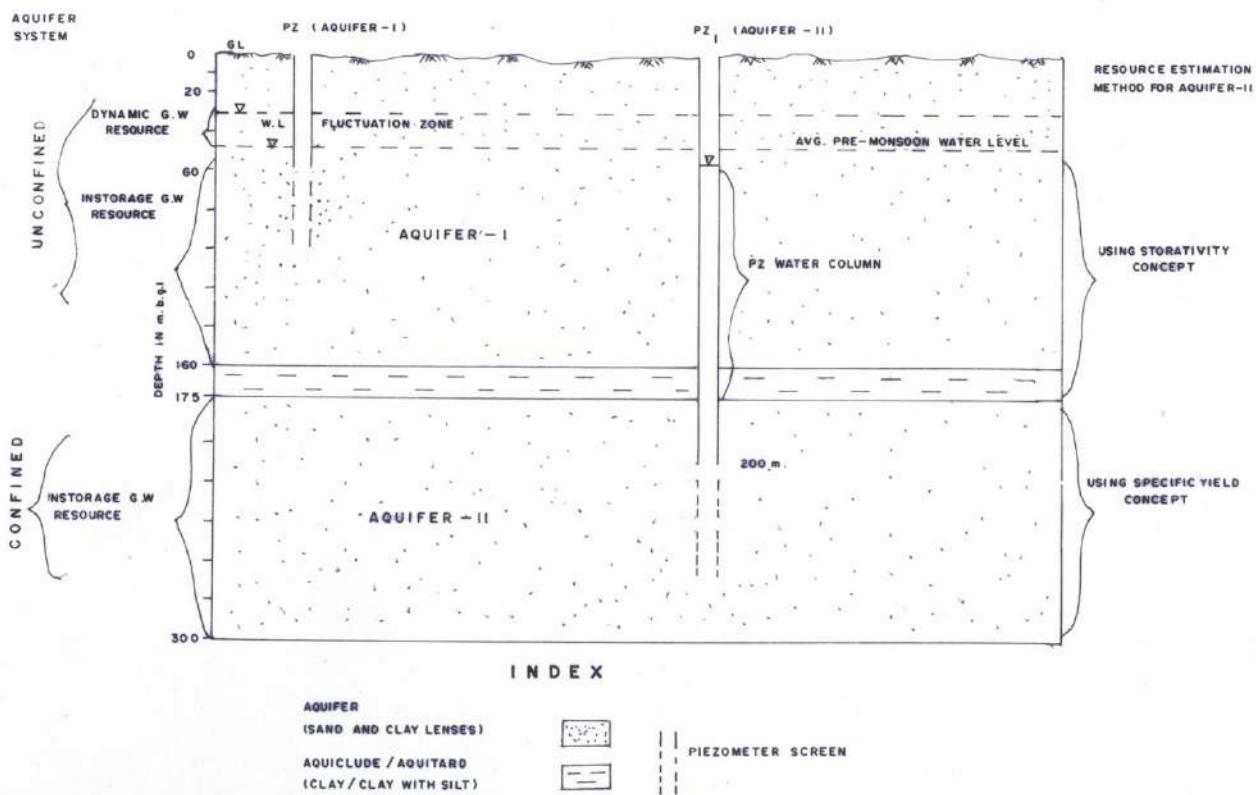 AQUIFER
SYSTEM
PZ (AQUIFER-I)
PZ1 (AQUIFER-II)
GL
0
20
60
160
175
300
DEPTH IN m.b.g.l
RESOURCE ESTIMATION
METHOD FOR AQUIFER-II
DYNAMIC G.W
RESOURCE
W.L FLUCTUATION ZONE
AVG. PRE-MONSOON WATER LEVEL
UNCONFINED
INSTORAGE G.W
RESOURCE
AQUIFER-I
PZ WATER COLUMN
USING STORATIVITY
CONCEPT
CONFINED
INSTORAGE G.W
RESOURCE
AQUIFER-II
200 m.
USING SPECIFIC YIELD
CONCEPT
INDEX
AQUIFER
(SAND AND CLAY LENSES)
AQUICLUDE / AQUITARD
(CLAY/CLAY WITH SILT)
PIEZOMETER SCREEN